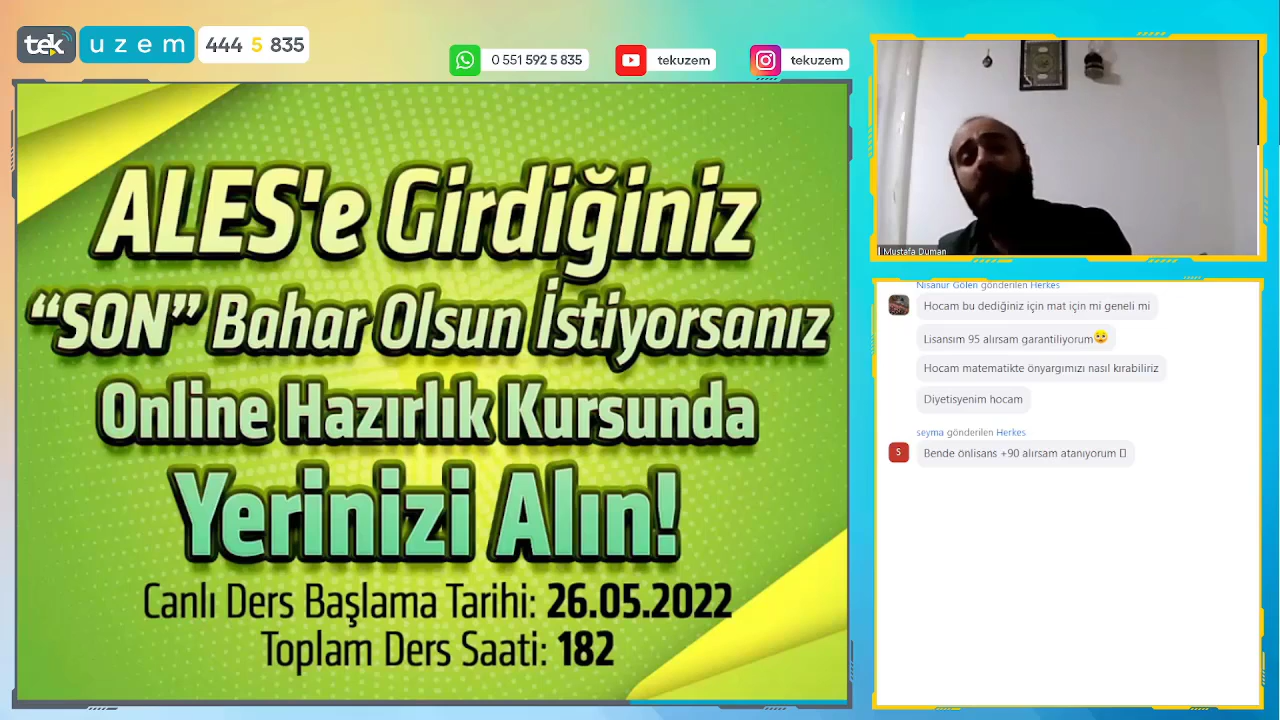 tek
uzem
444 5 835
0 551 592 5 835
tekuzem
tekuzem
ALES'e Girdiğiniz
“SON” Bahar Olsun İstiyorsanız
Online Hazırlık Kursunda
Yerinizi Alın!
Canlı Ders Başlama Tarihi: 26.05.2022
Toplam Ders Saati: 182
Mustafa Duman
Nisanur Gölen gönderilen Herkes
Hocam bu dediğiniz için mat için mi geneli mi
Lisansım 95 alırsam garantiliyorum
Hocam matematikte önyargımızı nasıl kırabiliriz
Diyetisyenim hocam
seyma gönderilen Herkes
S
Bende önlisans +90 alırsam atanıyorum